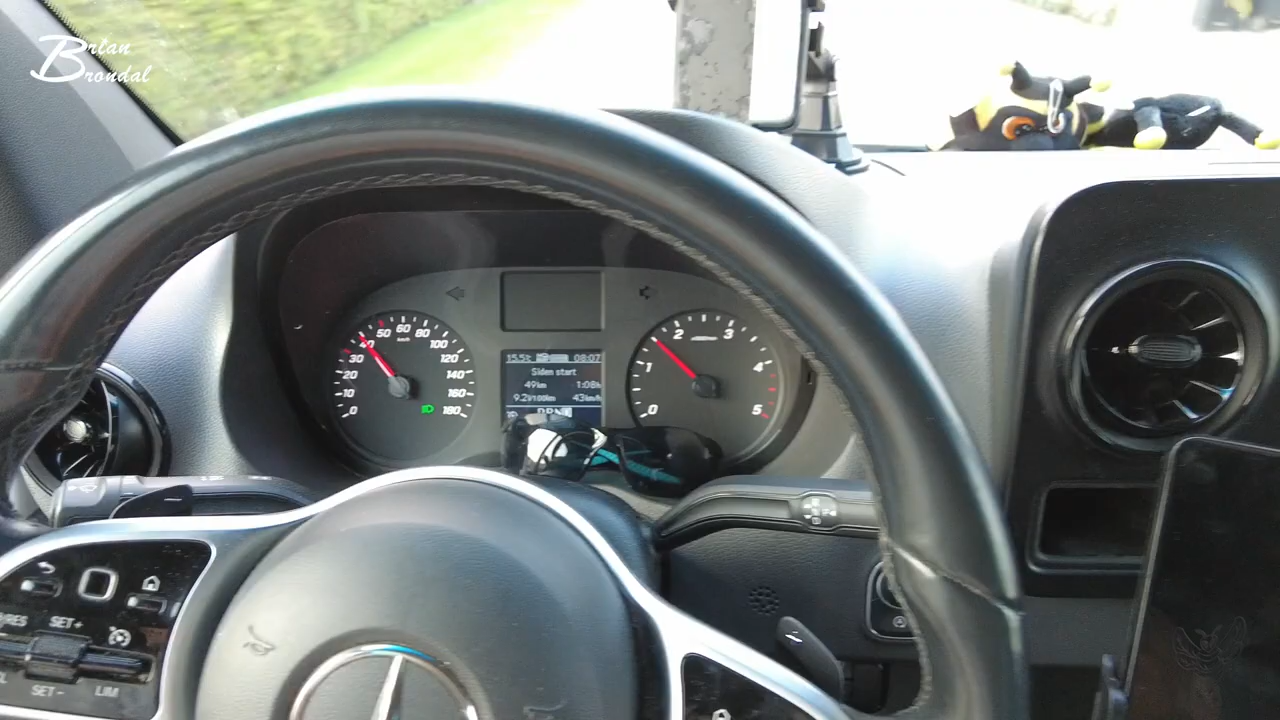 Brian
Brondal
0 10 20 30 40 50 60 80 100 120 140 160 180
km/h
15.5°C 08:07
Siden start
49km 1:08h
9.2l/100km 43km/h
0 1 2 3 4 5
SET+
SET-
LIM